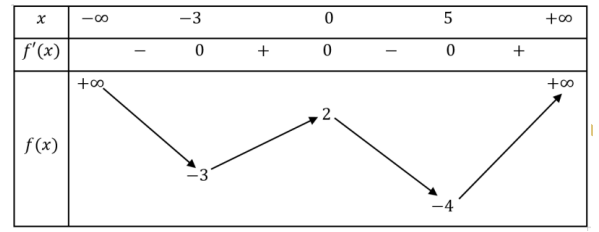 x −∞ −3 0 5 +∞
f′(x) − 0 + 0 − 0 +
+∞ +∞
2
f(x)
−3
−4